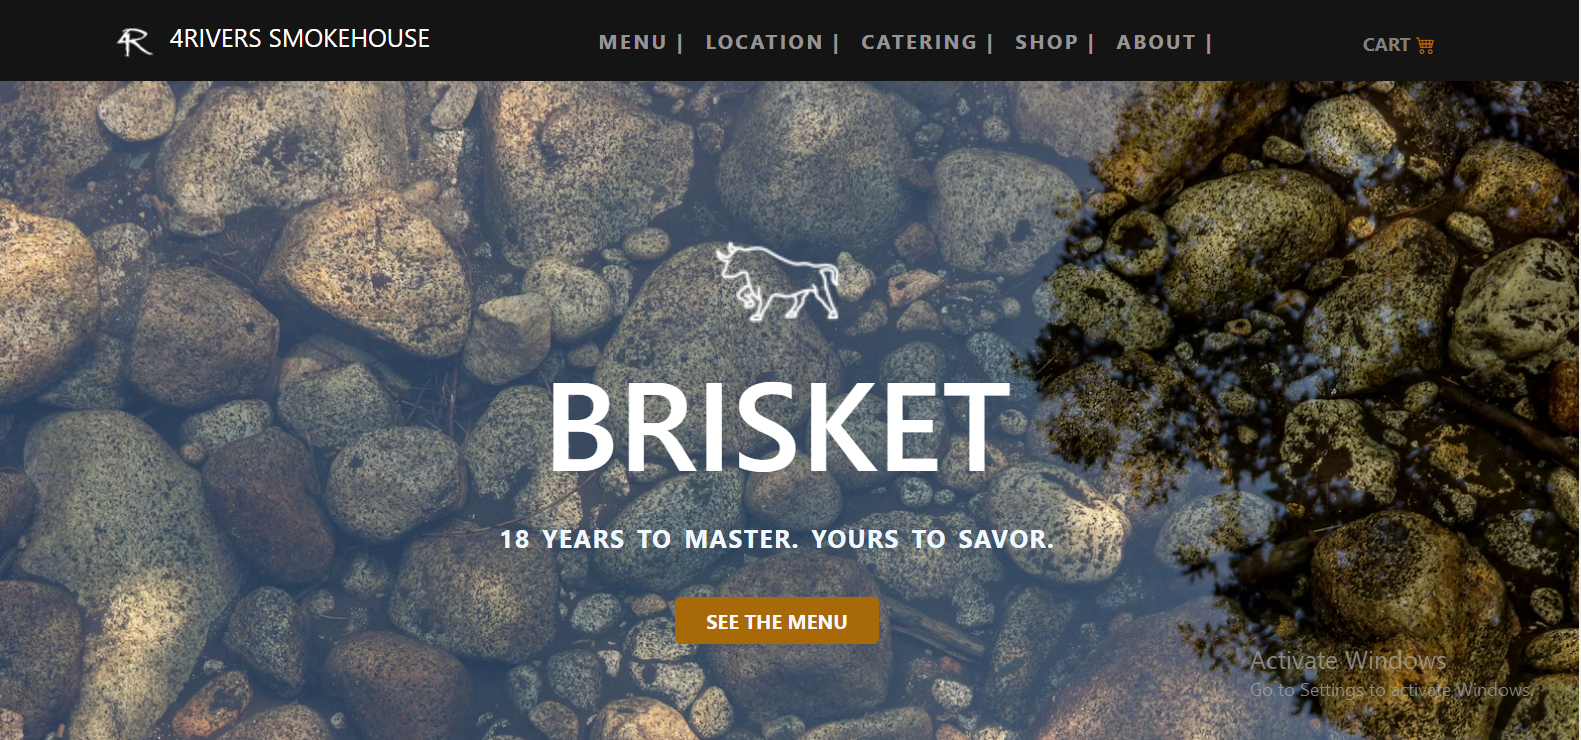 4RIVERS SMOKEHOUSE
MENU | LOCATION | CATERING | SHOP | ABOUT |
CART
BRISKET
18 YEARS TO MASTER. YOURS TO SAVOR.
SEE THE MENU
Activate Windows
Go to Settings to activate Windows.